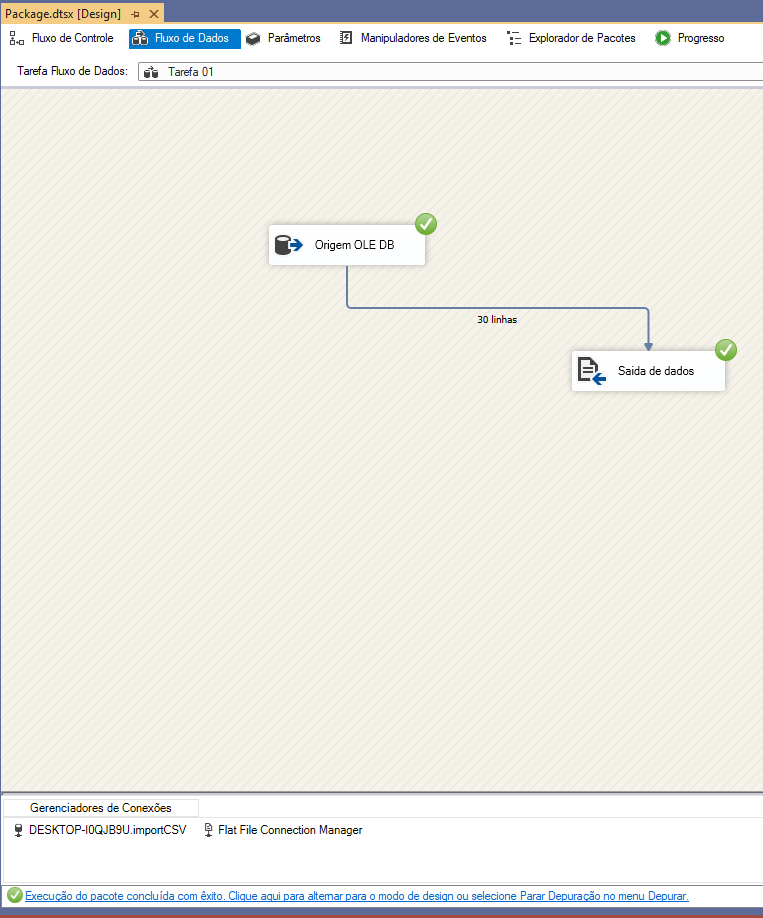 Package.dtsx [Design]
Fluxo de Controle
Fluxo de Dados
Parâmetros
Manipuladores de Eventos
Explorador de Pacotes
Progresso
Tarefa Fluxo de Dados:
Tarefa 01
Origem OLE DB
30 linhas
Saida de dados
Gerenciadores de Conexões
DESKTOP-I0QJB9U.importCSV
Flat File Connection Manager
Execução do pacote concluída com êxito. Clique aqui para alternar para o modo de design ou selecione Parar Depuração no menu Depurar.